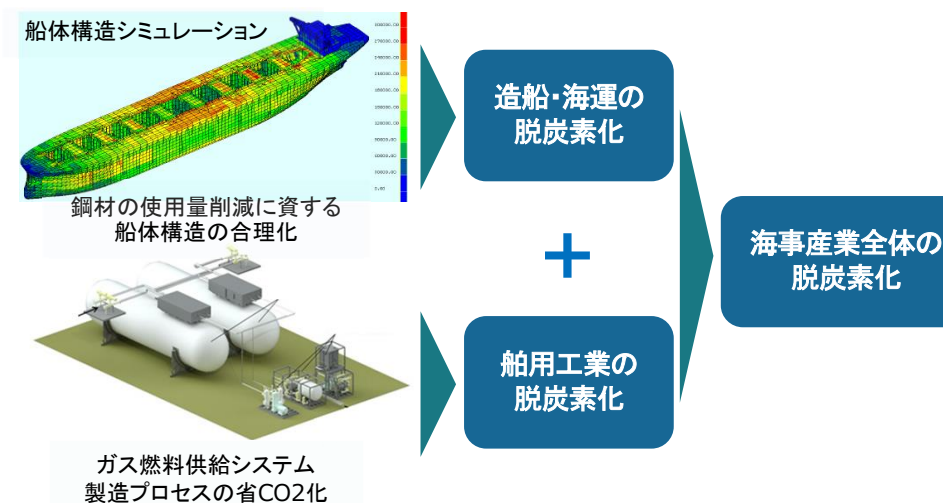 船体構造シミュレーション
鋼材の使用量削減に資する
船体構造の合理化
ガス燃料供給システム
製造プロセスの省CO2化
造船・海運の
脱炭素化
+
舶用工業の
脱炭素化
海事産業全体の
脱炭素化